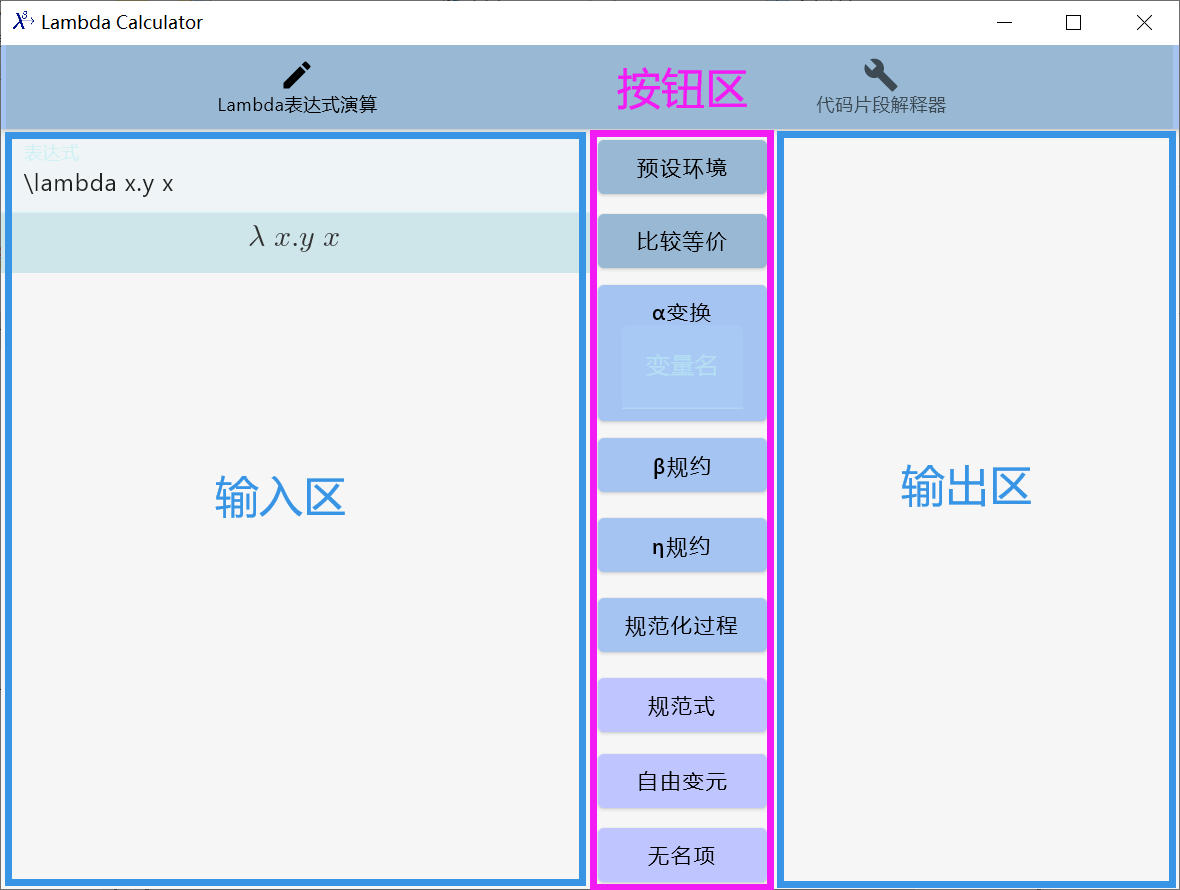 Lambda Calculator
Lambda表达式演算
按钮区
代码片段解释器
表达式
\lambda x.y x
λ x.y x
输入区
预设环境
比较等价
α变换
变量名
β规约
η规约
规范化过程
规范式
自由变元
无名项
输出区